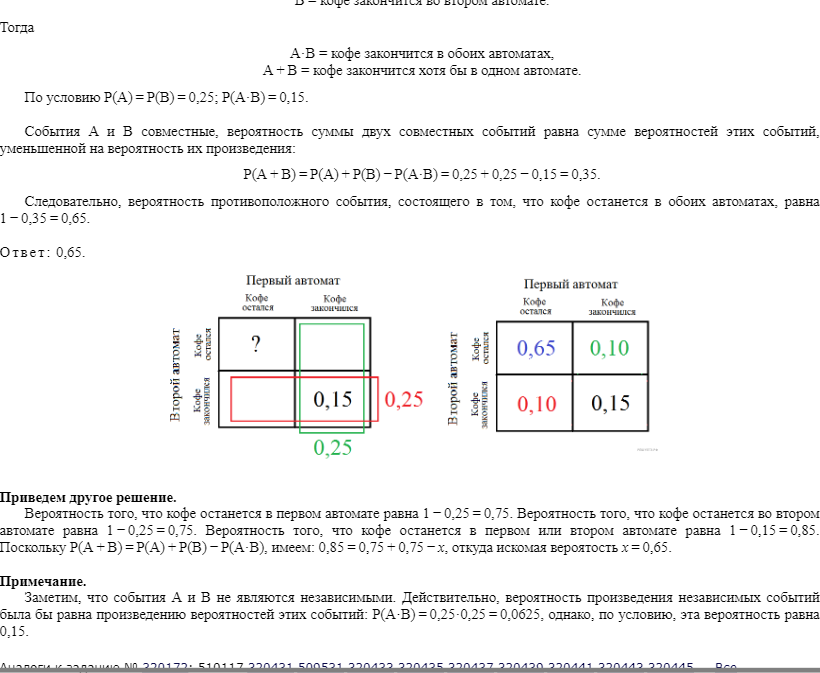 В = кофе закончится во втором автомате.
Тогда
А·В = кофе закончится в обоих автоматах,
А + В = кофе закончится хотя бы в одном автомате.
По условию P(A) = P(B) = 0,25; P(A·B) = 0,15.
События A и B совместные, вероятность суммы двух совместных событий равна сумме вероятностей этих событий,
уменьшенной на вероятность их произведения:
P(A + B) = P(A) + P(B) − P(A·B) = 0,25 + 0,25 − 0,15 = 0,35.
Следовательно, вероятность противоположного события, состоящего в том, что кофе останется в обоих автоматах, равна
1 − 0,35 = 0,65.
Ответ: 0,65.
Первый автомат
Кофе остался
Кофе закончился
Второй автомат
Кофе остался
Кофе закончился
?
0,15
0,25
0,25
Первый автомат
Кофе остался
Кофе закончился
Второй автомат
Кофе остался
Кофе закончился
0,65
0,10
0,10
0,15
Приведем другое решение.
Вероятность того, что кофе останется в первом автомате равна 1 − 0,25 = 0,75. Вероятность того, что кофе останется во втором
автомате равна 1 − 0,25 = 0,75. Вероятность того, что кофе останется в первом или втором автомате равна 1 − 0,15 = 0,85.
Поскольку P(A + B) = P(A) + P(B) − P(A·B), имеем: 0,85 = 0,75 + 0,75 − x, откуда искомая вероятость x = 0,65.
Примечание.
Заметим, что события А и В не являются независимыми. Действительно, вероятность произведения независимых событий
была бы равна произведению вероятностей этих событий: P(A·B) = 0,25·0,25 = 0,0625, однако, по условию, эта вероятность равна
0,15.
Аналоги к заданию № 320172: 510117 320431 509531 320433 320435 320437 320439 320441 320443 320445 ... Все